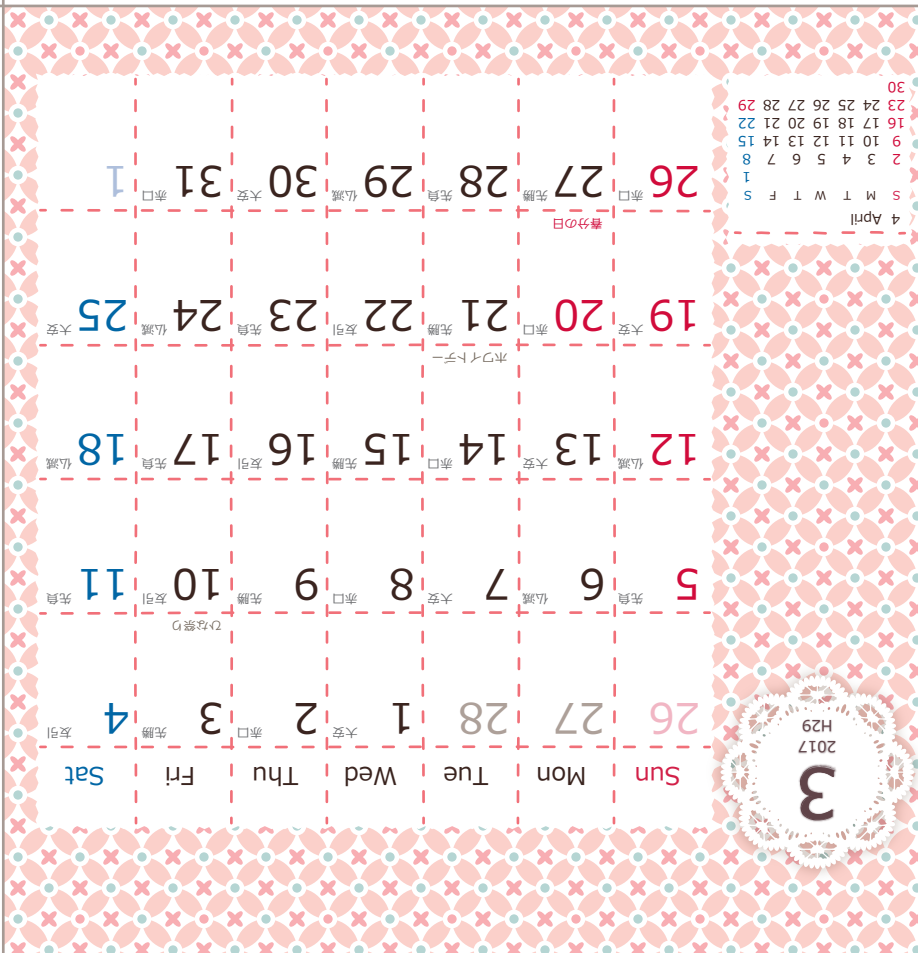 3
2017
H29
Sun Mon Tue Wed Thu Fri Sat
26 27 28 1 大安 2 赤口 3 先勝 4 友引
ひな祭り
5 先負 6 仏滅 7 大安 8 赤口 9 先勝 10 友引 11 先負
12 仏滅 13 大安 14 赤口 15 先勝 16 友引 17 先負 18 仏滅
ホワイトデー
19 大安 20 赤口 21 先勝 22 友引 23 先負 24 仏滅 25 大安
春分の日
26 赤口 27 先勝 28 先負 29 仏滅 30 大安 31 赤口 1
4 April
S M T W T F S
1
2 3 4 5 6 7 8
9 10 11 12 13 14 15
16 17 18 19 20 21 22
23 24 25 26 27 28 29
30